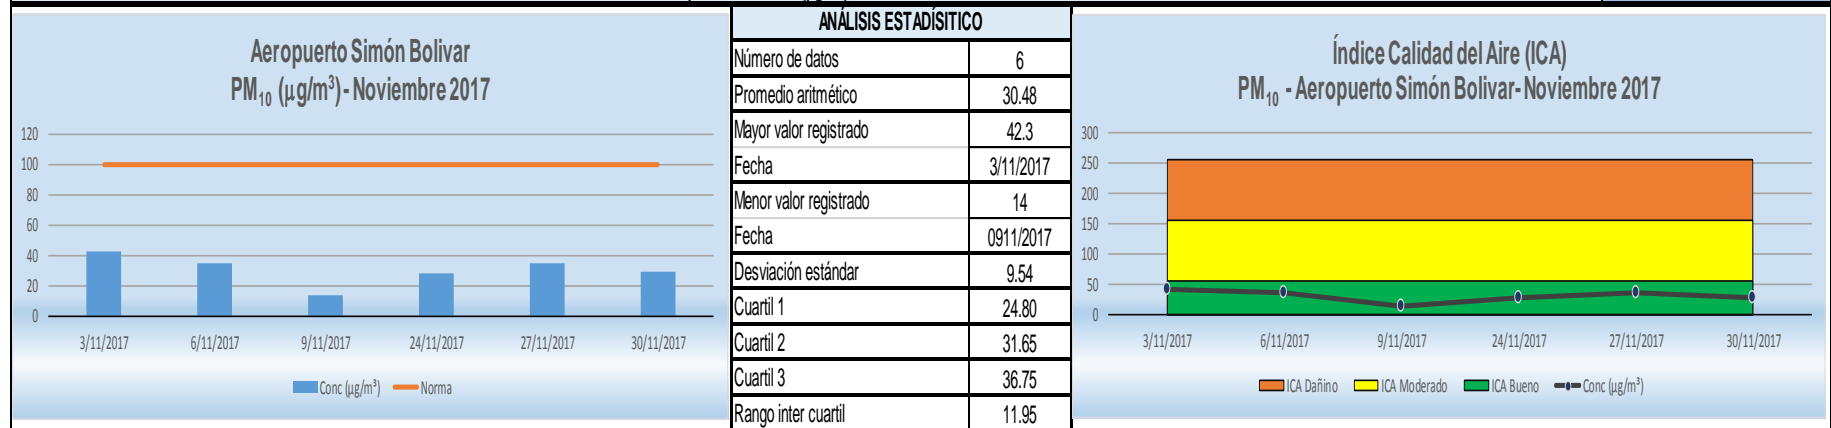 Aeropuerto Simón Bolivar
PM10 (µg/m³)- Noviembre 2017
120
100
80
60
40
20
0
3/11/2017 6/11/2017 9/11/2017 24/11/2017 27/11/2017 30/11/2017
Conc (µg/m³) Norma
ANÁLISIS ESTADÍSITICO
Número de datos 6
Promedio aritmético 30.48
Mayor valor registrado 42.3
Fecha 3/11/2017
Menor valor registrado 14
Fecha 0911/2017
Desviación estándar 9.54
Cuartil 1 24.80
Cuartil 2 31.65
Cuartil 3 36.75
Rango inter cuartil 11.95
Índice Calidad del Aire (ICA)
PM10 - Aeropuerto Simón Bolivar- Noviembre 2017
300
250
200
150
100
50
0
3/11/2017 6/11/2017 9/11/2017 24/11/2017 27/11/2017 30/11/2017
ICA Dañino ICA Moderado ICA Bueno Conc (µg/m³)